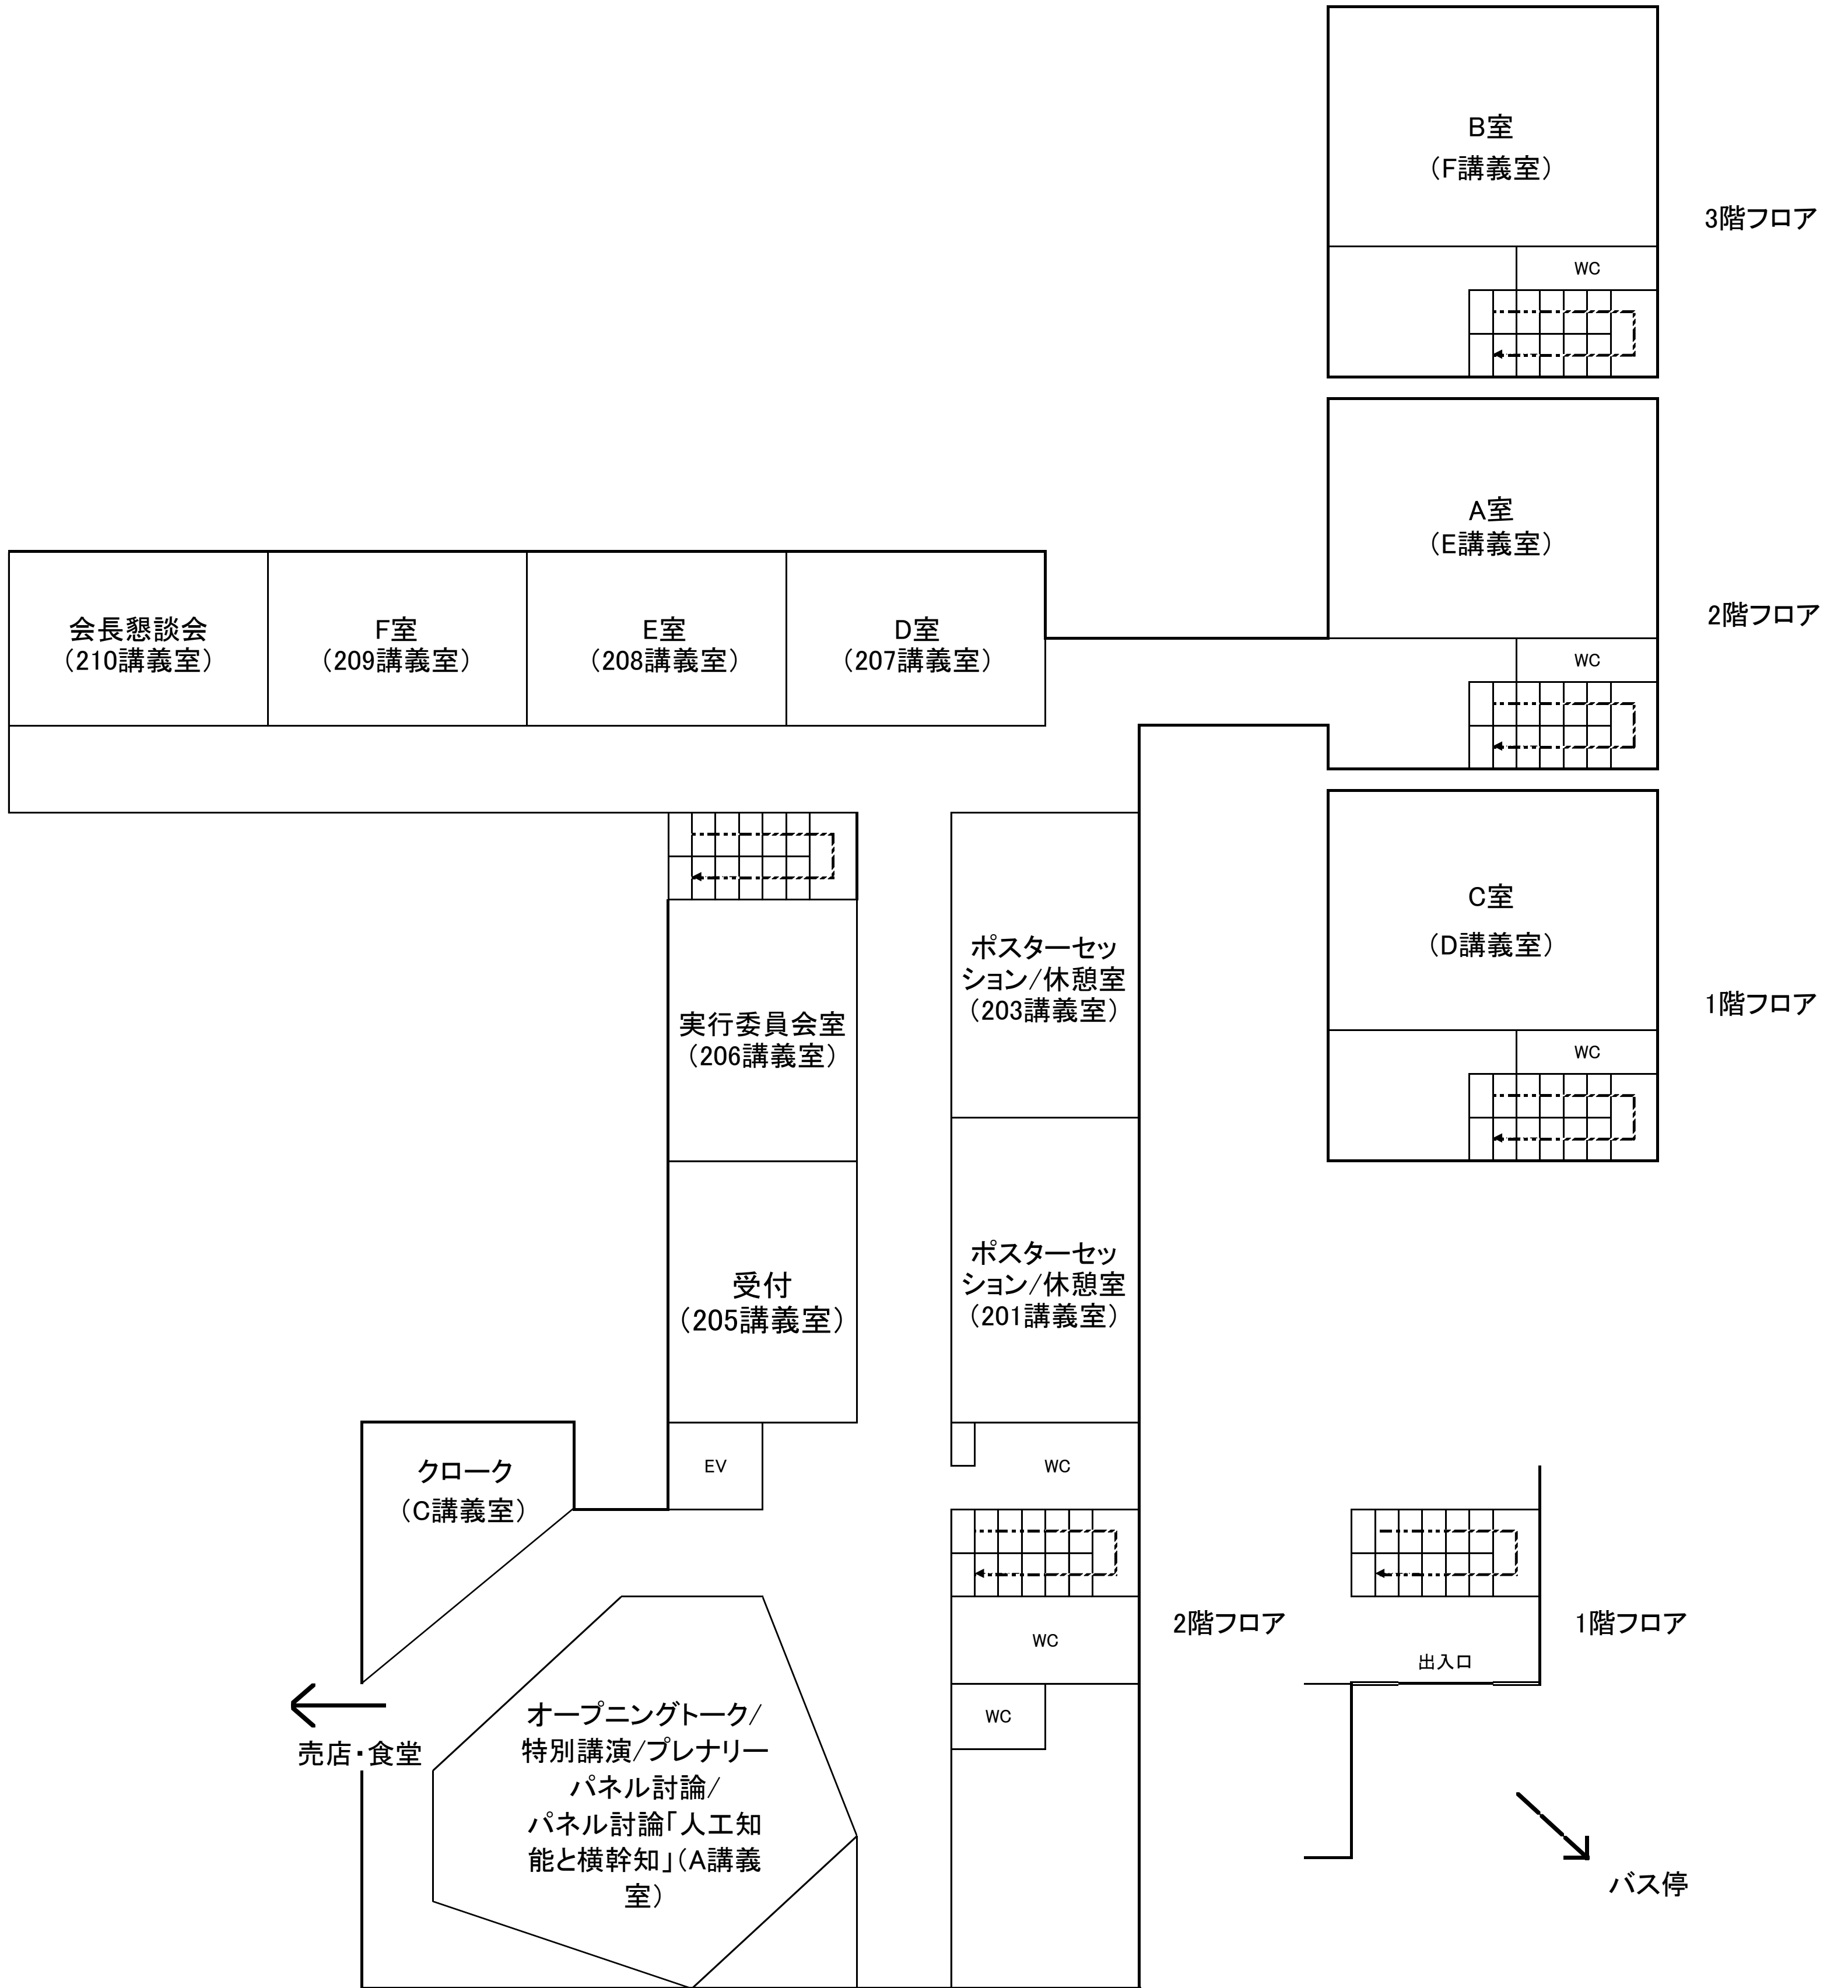 B室
（F講義室）
3階フロア
WC
A室
（E講義室）
2階フロア
WC
会長懇談会
（210講義室）
F室
（209講義室）
E室
（208講義室）
D室
（207講義室）
C室
（D講義室）
1階フロア
WC
ポスターセッ
ション/休憩室
（203講義室）
実行委員会室
（206講義室）
ポスターセッ
ション/休憩室
（201講義室）
受付
（205講義室）
クローク
（C講義室）
EV
WC
WC
WC
2階フロア
1階フロア
出入口
売店・食堂
オープニングトーク/
特別講演/プレナリー
パネル討論/
パネル討論「人工知
能と横幹知」（A講義
室）
バス停